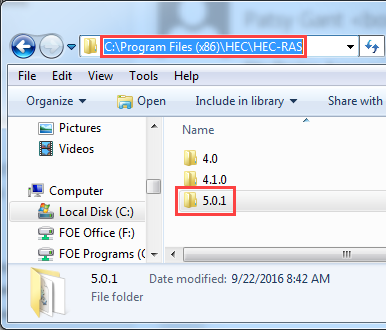 Patsy Gant <bo
C:\Program Files (x86)\HEC\HEC-RAS
File Edit View Tools Help
Organize Open Include in library Share with
Pictures
Videos
Computer
Local Disk (C:)
FOE Office (F:)
FOE Programs (
Name
4.0
4.1.0
5.0.1
5.0.1 Date modified: 9/22/2016 8:42 AM
File folder